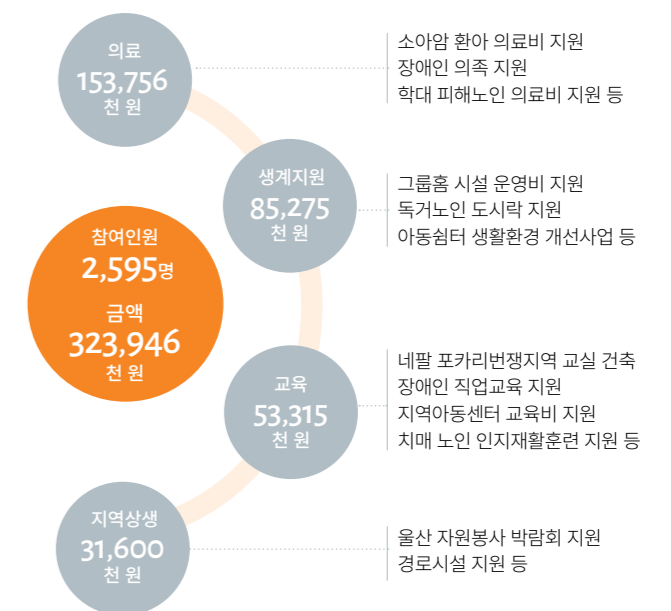 의료
153,756
천 원
소아암 환아 의료비 지원
장애인 의족 지원
학대 피해노인 의료비 지원 등
생계지원
85,275
천 원
그룹홈 시설 운영비 지원
독거노인 도시락 지원
아동쉼터 생활환경 개선사업 등
참여인원
2,595명
금액
323,946
천 원
교육
53,315
천 원
네팔 포카리번쟁지역 교실 건축
장애인 직업교육 지원
지역아동센터 교육비 지원
치매 노인 인지재활훈련 지원 등
지역상생
31,600
천 원
울산 자원봉사 박람회 지원
경로시설 지원 등